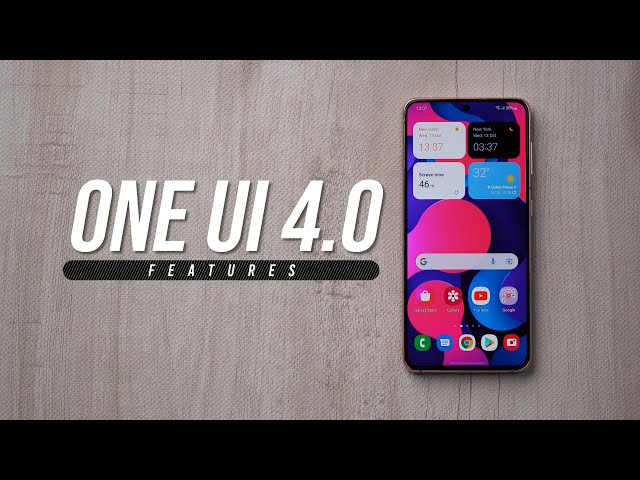 ONE UI 4.0
FEATURES
13:07
58%
New Delhi
Wed, 13 Oct
13:07
New York
Wed, 13 Oct
03:37
Screen time
46 m
32°
Galaxy Store
Gallery
YouTube
Google